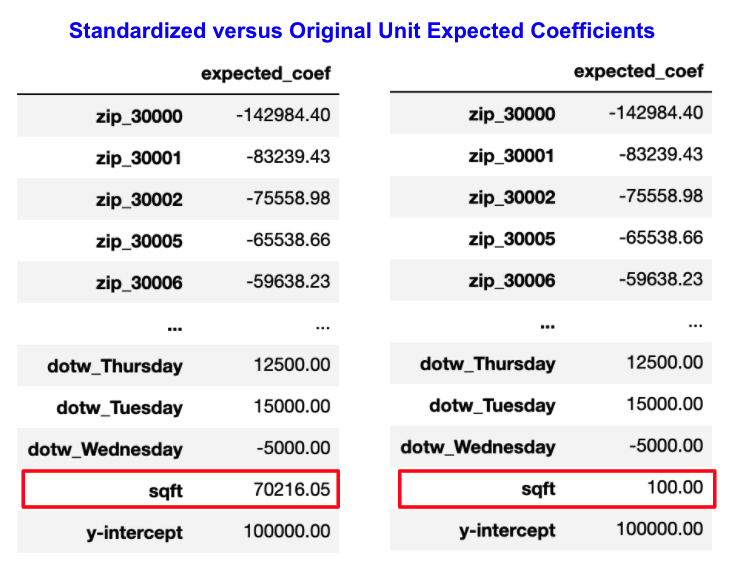 Standardized versus Original Unit Expected Coefficients
expected_coef
zip_30000 -142984.40
zip_30001 -83239.43
zip_30002 -75558.98
zip_30005 -65538.66
zip_30006 -59638.23
... ...
dotw_Thursday 12500.00
dotw_Tuesday 15000.00
dotw_Wednesday -5000.00
sqft 70216.05
y-intercept 100000.00
expected_coef
zip_30000 -142984.40
zip_30001 -83239.43
zip_30002 -75558.98
zip_30005 -65538.66
zip_30006 -59638.23
... ...
dotw_Thursday 12500.00
dotw_Tuesday 15000.00
dotw_Wednesday -5000.00
sqft 100.00
y-intercept 100000.00